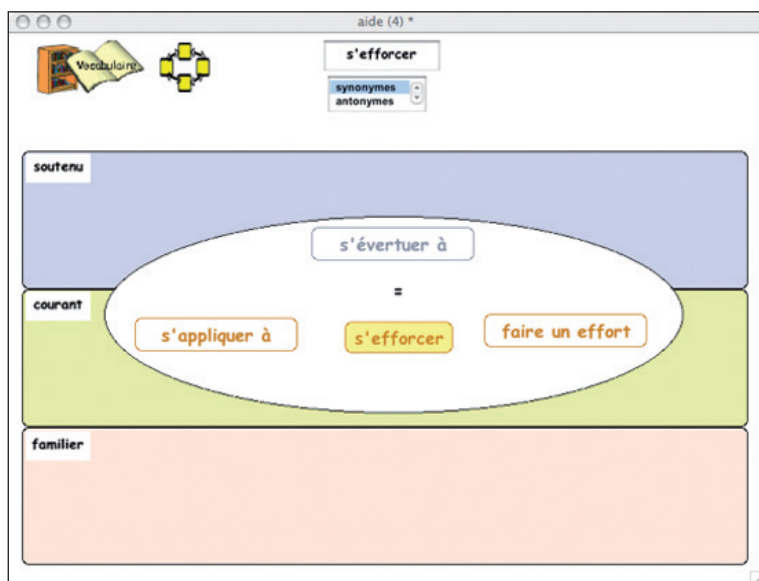 aide (4) *
Vocabulaire
s'efforcer
synonymes
antonymes
soutenu
s'évertuer à
=
courant
s'appliquer à s'efforcer faire un effort
familier